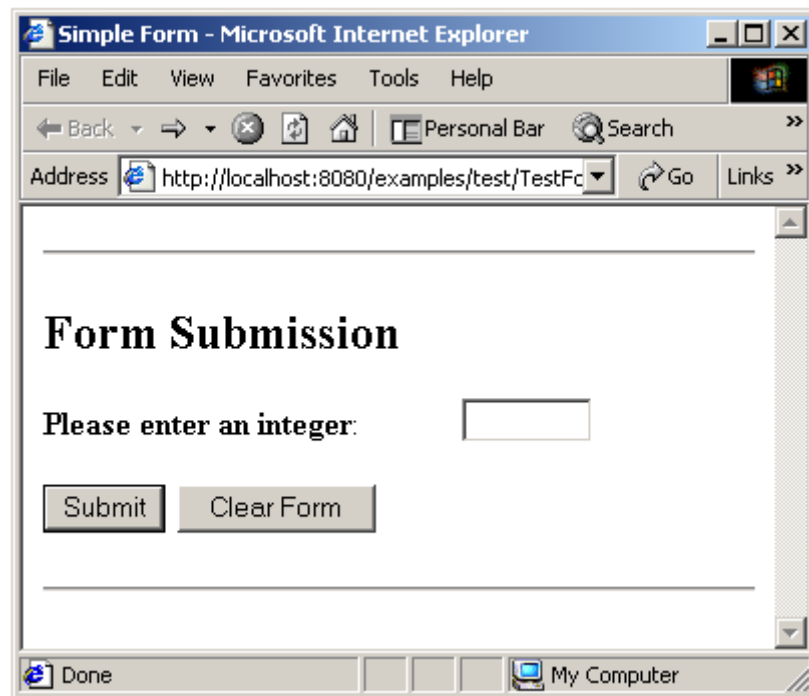 Simple Form - Microsoft Internet Explorer
File Edit View Favorites Tools Help
Back Personal Bar Search »
Address http://localhost:8080/examples/test/TestFo Go Links »
Form Submission
Please enter an integer:
Submit Clear Form
Done My Computer